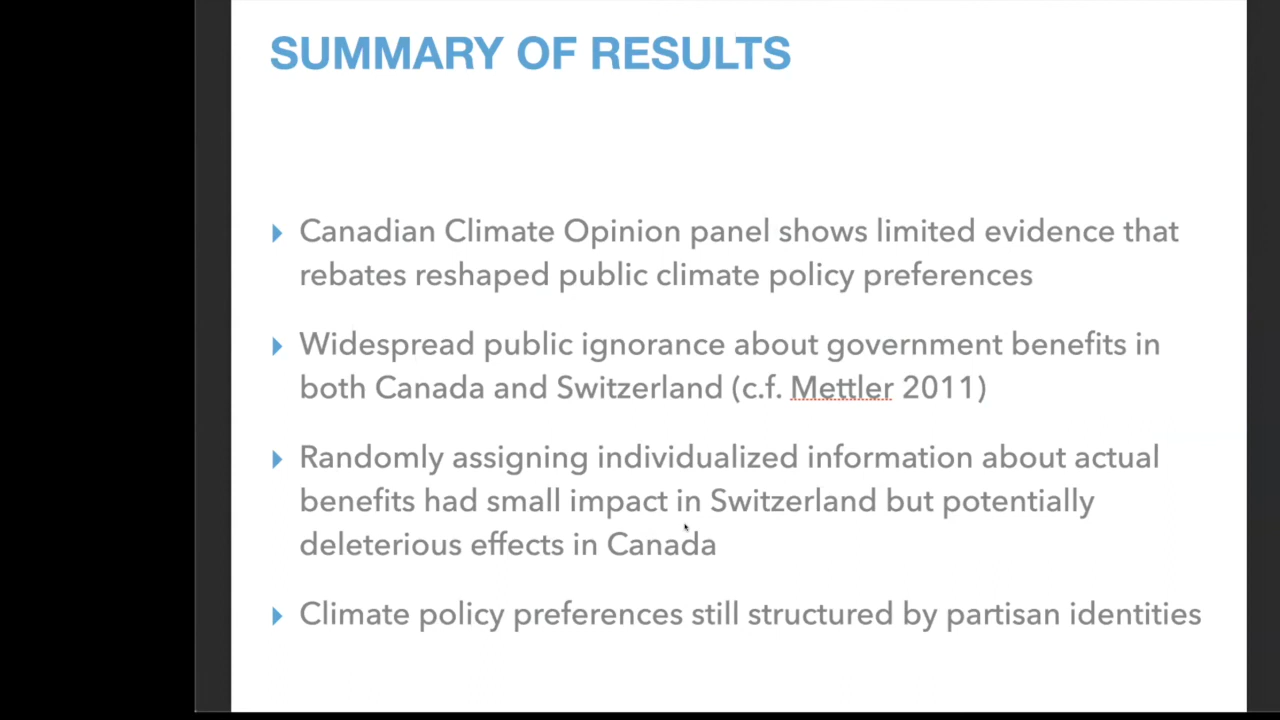 SUMMARY OF RESULTS
Canadian Climate Opinion panel shows limited evidence that
rebates reshaped public climate policy preferences
Widespread public ignorance about government benefits in
both Canada and Switzerland (c.f. Mettler 2011)
Randomly assigning individualized information about actual
benefits had small impact in Switzerland but potentially
deleterious effects in Canada
Climate policy preferences still structured by partisan identities